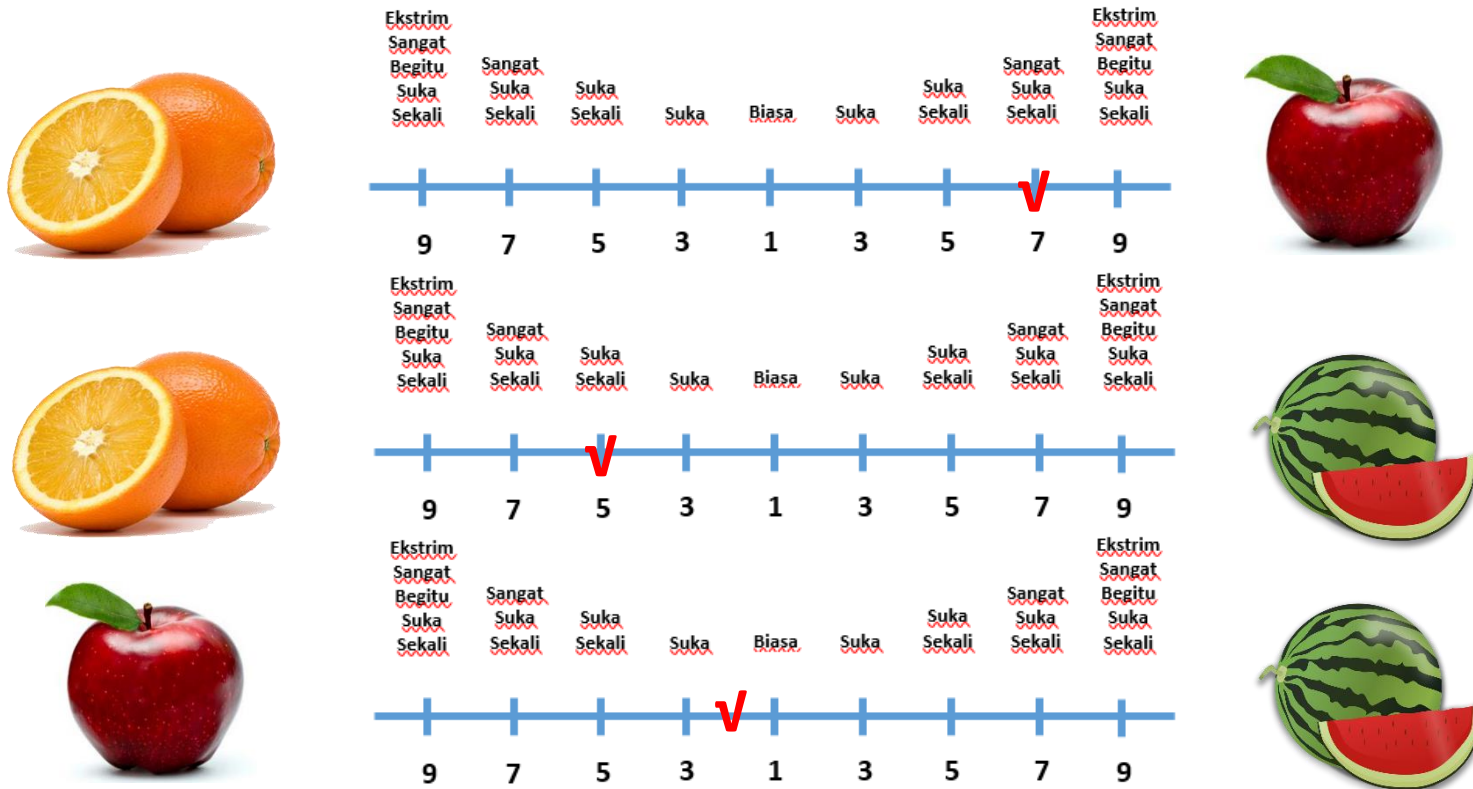 Ekstrim Sangat Begitu Suka Sekali
Sangat Suka Sekali
Suka Sekali
Suka
Biasa
Suka
Suka Sekali
Sangat Suka Sekali
Ekstrim Sangat Begitu Suka Sekali
√
9 7 5 3 1 3 5 7 9
Ekstrim Sangat Begitu Suka Sekali
Sangat Suka Sekali
Suka Sekali
Suka
Biasa
Suka
Suka Sekali
Sangat Suka Sekali
Ekstrim Sangat Begitu Suka Sekali
√
9 7 5 3 1 3 5 7 9
Ekstrim Sangat Begitu Suka Sekali
Sangat Suka Sekali
Suka Sekali
Suka
Biasa
Suka
Suka Sekali
Sangat Suka Sekali
Ekstrim Sangat Begitu Suka Sekali
√
9 7 5 3 1 3 5 7 9